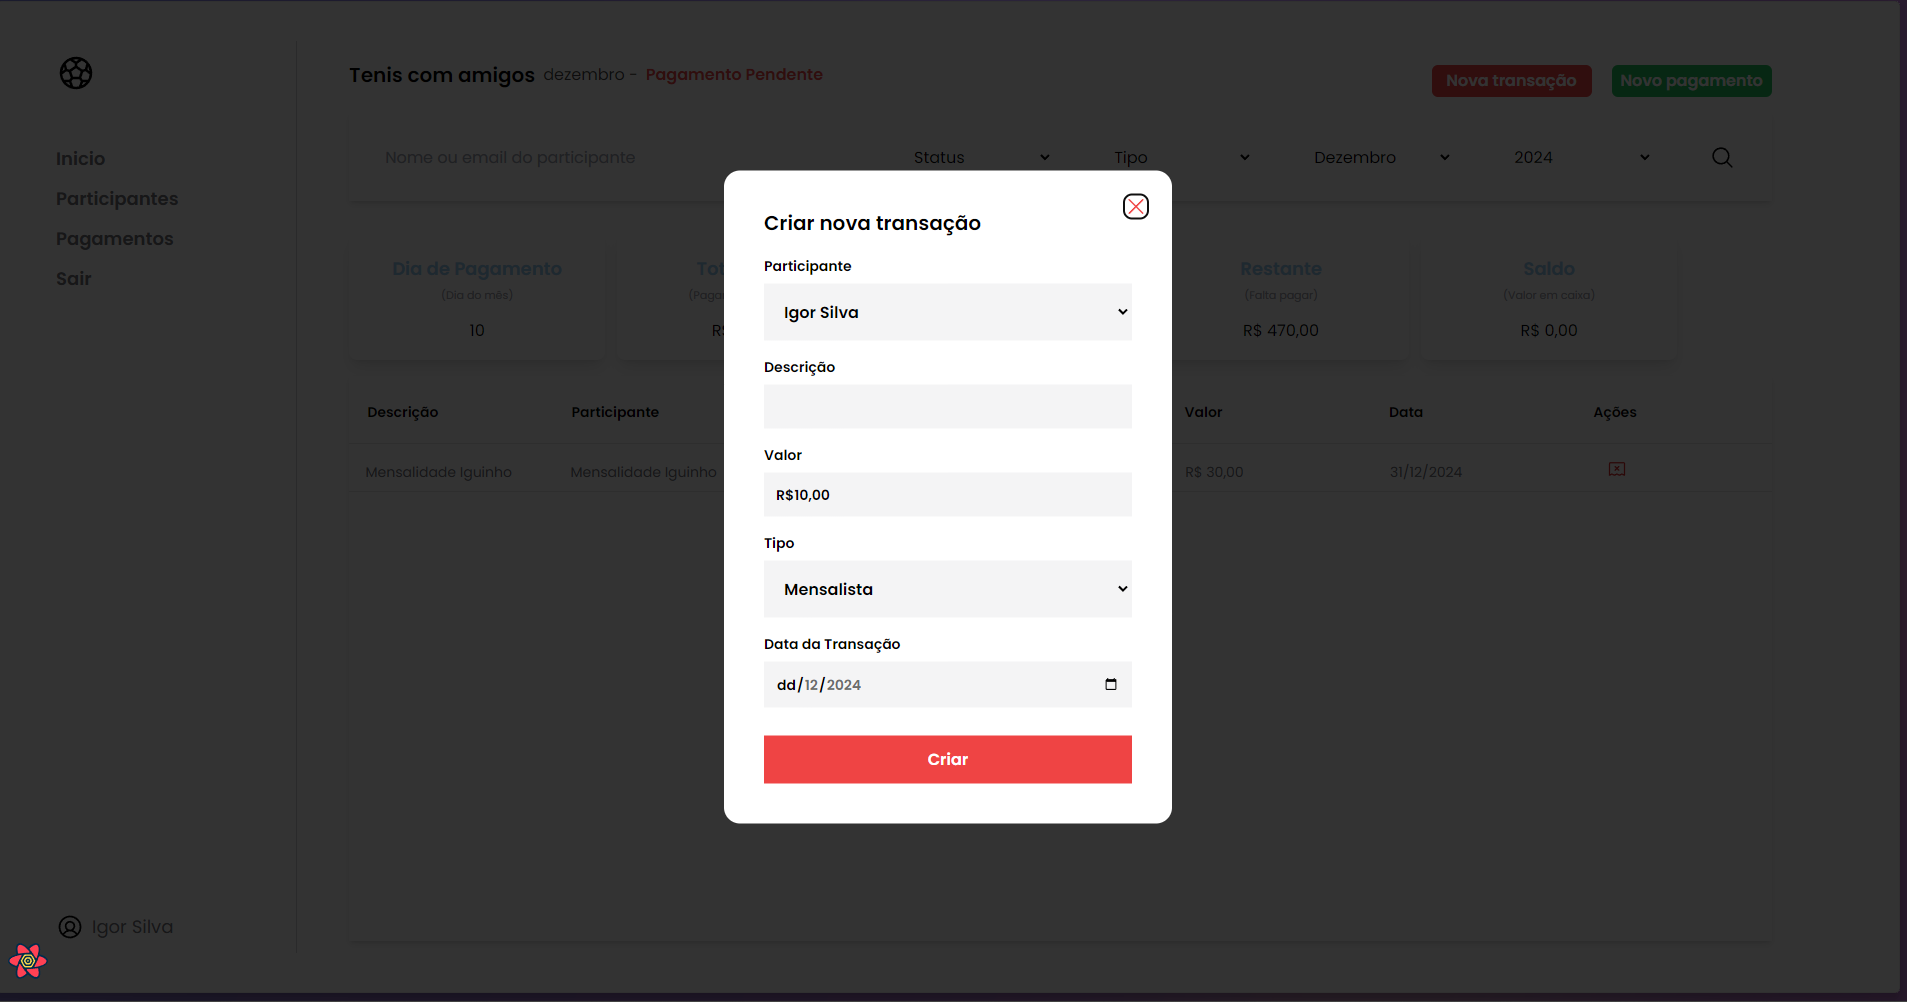 Tenis com amigos dezembro - Pagamento Pendente
Nova transação
Novo pagamento
Inicio
Participantes
Pagamentos
Sair
Nome ou email do participante
Status
Tipo
Dezembro
2024
Dia de Pagamento
(Dia do mês)
10
Restante
(Falta pagar)
R$ 470,00
Saldo
(Valor em caixa)
R$ 0,00
Descrição
Participante
Valor
Data
Ações
Mensalidade Iguinho
Mensalidade Iguinho
R$ 30,00
31/12/2024
Criar nova transação
Participante
Igor Silva
Descrição
Valor
R$10,00
Tipo
Mensalista
Data da Transação
dd/12/2024
Criar
Igor Silva